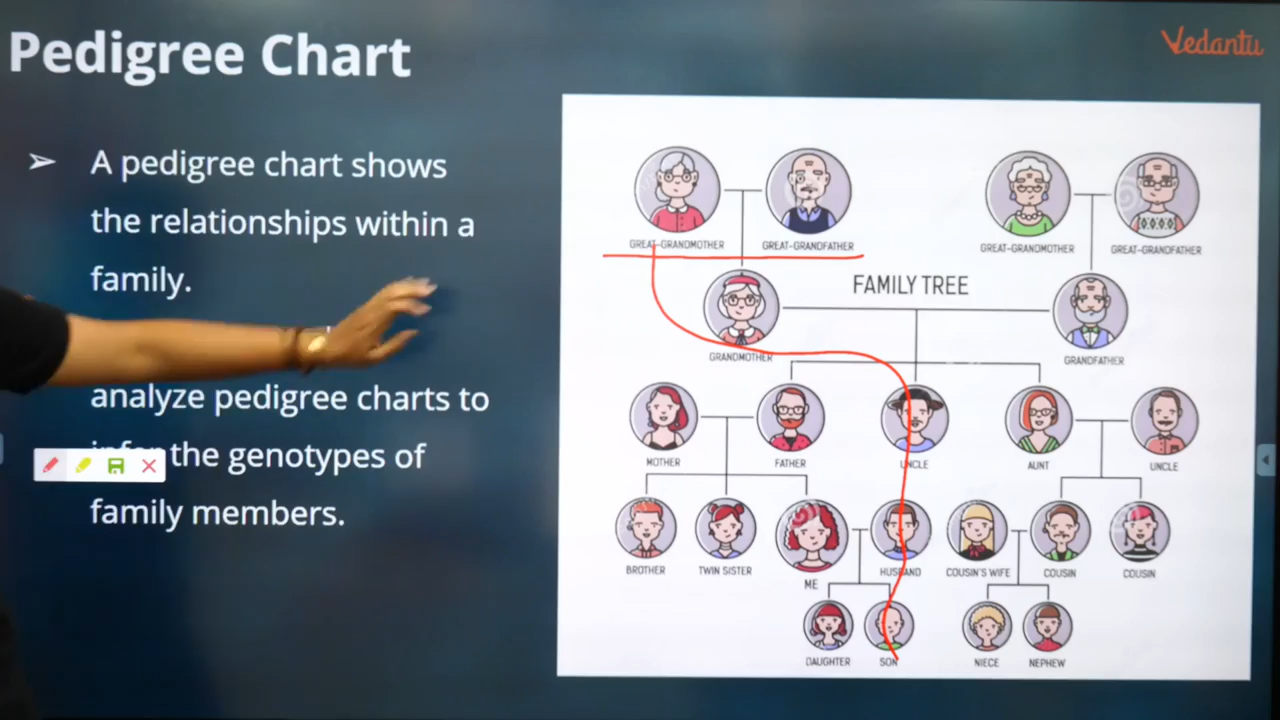 Pedigree Chart
Vedantu
➢ A pedigree chart shows
the relationships within a
family.
analyze pedigree charts to
the genotypes of
family members.
GREAT-GRANDMOTHER
GREAT-GRANDFATHER
GREAT-GRANDMOTHER
GREAT-GRANDFATHER
FAMILY TREE
GRANDMOTHER
GRANDFATHER
MOTHER
FATHER
UNCLE
AUNT
UNCLE
BROTHER
TWIN SISTER
ME
HUSBAND
COUSIN'S WIFE
COUSIN
COUSIN
DAUGHTER
SON
NIECE
NEPHEW